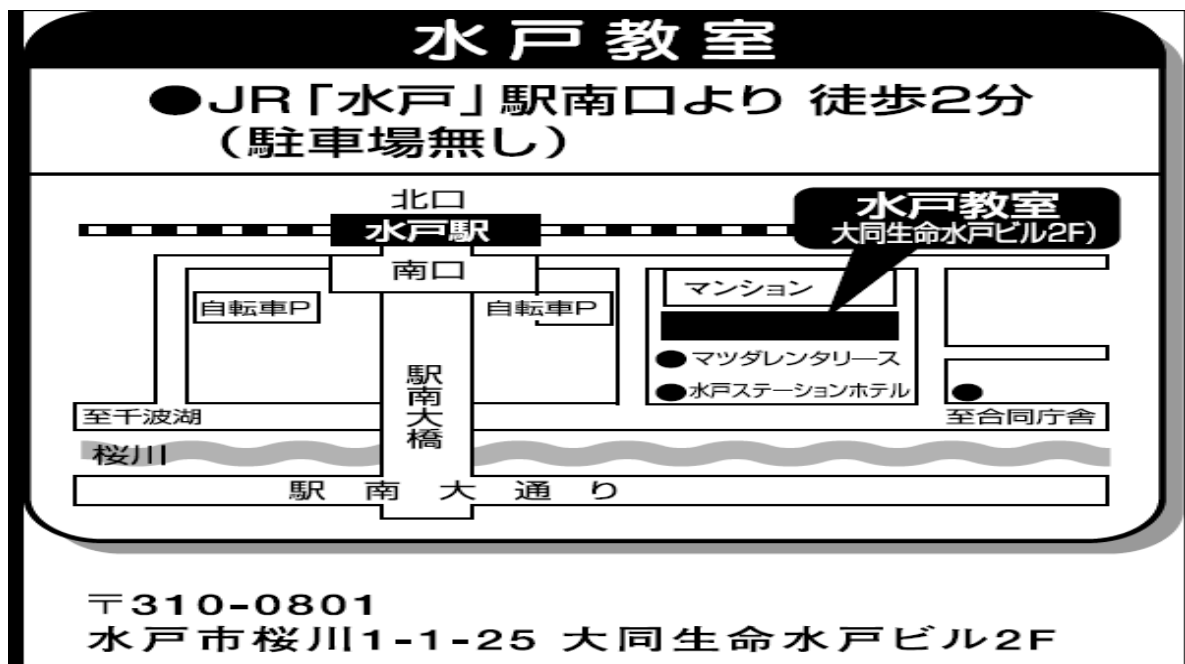 水戸教室
●JR「水戸」駅南口より 徒歩2分
(駐車場無し)
北口
水戸駅
水戸教室
大同生命水戸ビル2F)
南口
マンション
自転車P
自転車P
●マツダレンタリース
●水戸ステーションホテル
●
駅南大橋
至千波湖
至合同庁舎
桜川
駅南大通り
〒310-0801
水戸市桜川1-1-25 大同生命水戸ビル2F